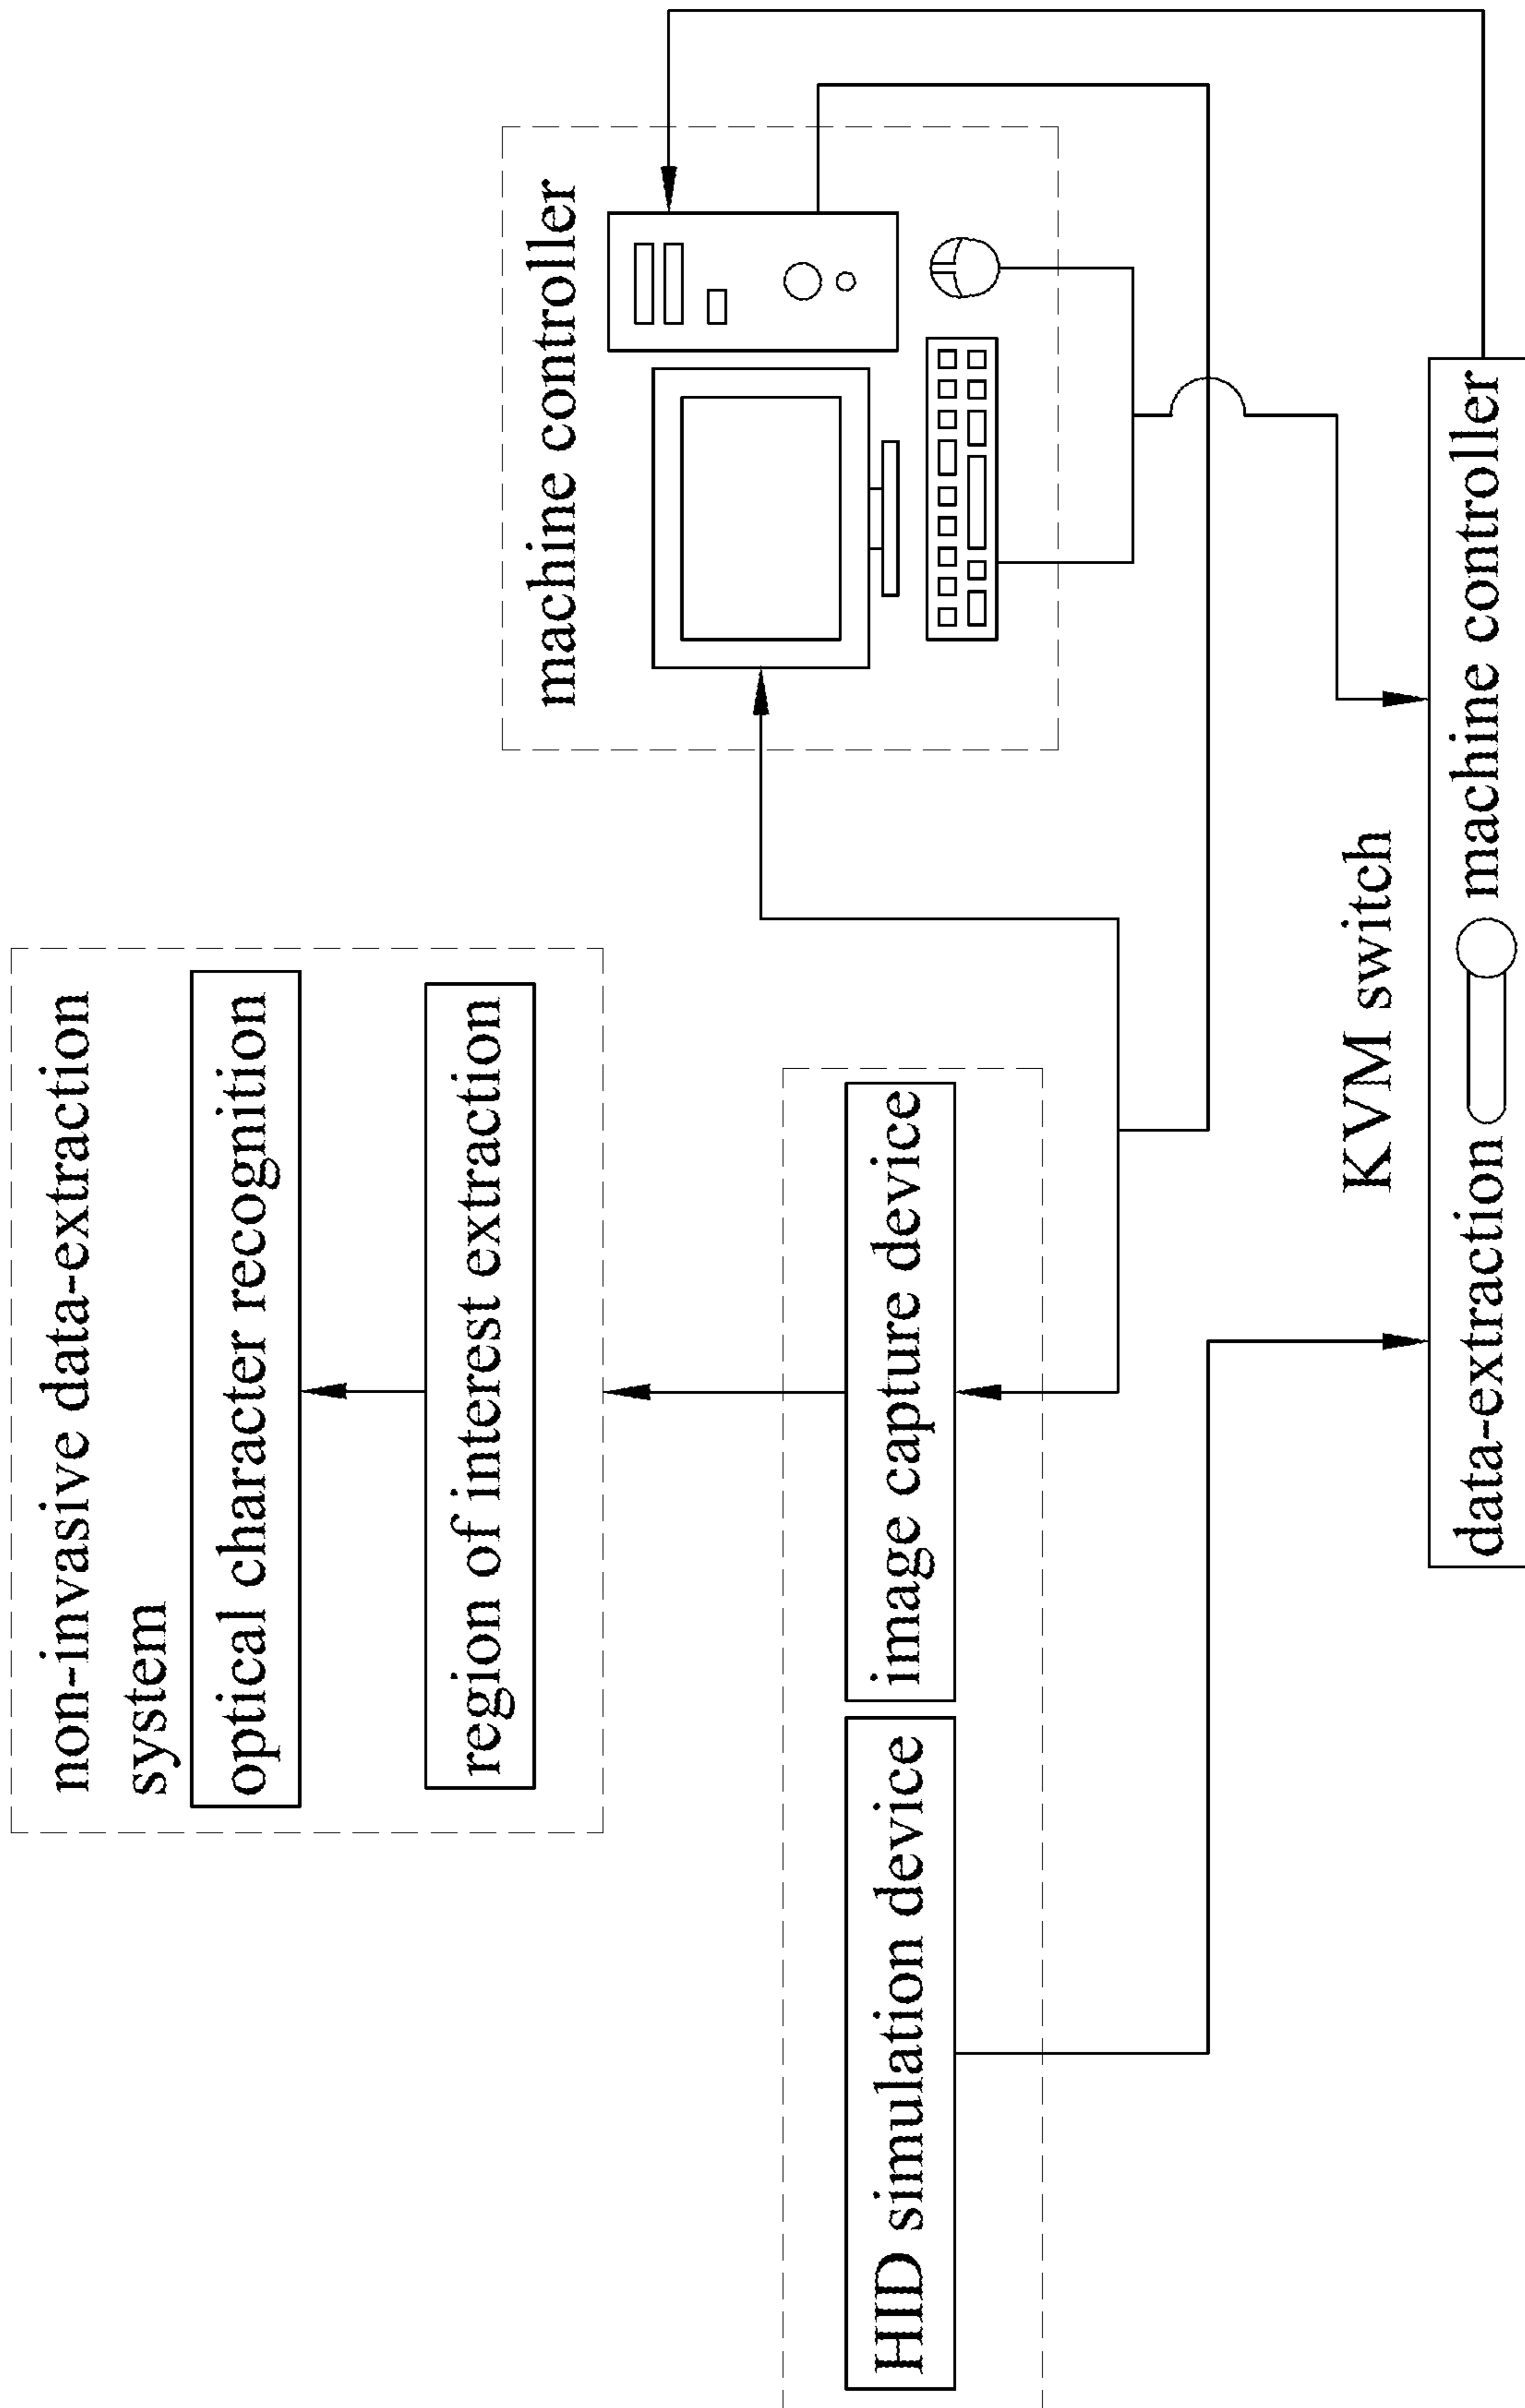 non-invasive data-extraction
system
optical character recognition
region of interest extraction
machine controller
HID simulation device
image capture device
KVM switch
data-extraction
machine controller